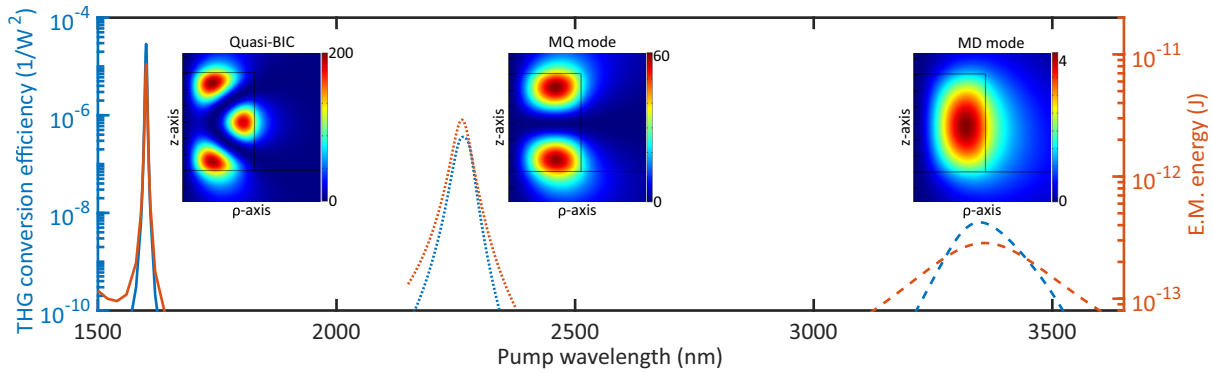 THG conversion efficiency (1/W²)
10⁻⁴
10⁻⁶
10⁻⁸
10⁻¹⁰
Quasi-BIC
200
0
z-axis
ρ-axis
MQ mode
60
0
z-axis
ρ-axis
MD mode
4
0
z-axis
ρ-axis
10⁻¹¹
10⁻¹²
10⁻¹³
E.M. energy (J)
1500
2000
2500
3000
3500
Pump wavelength (nm)